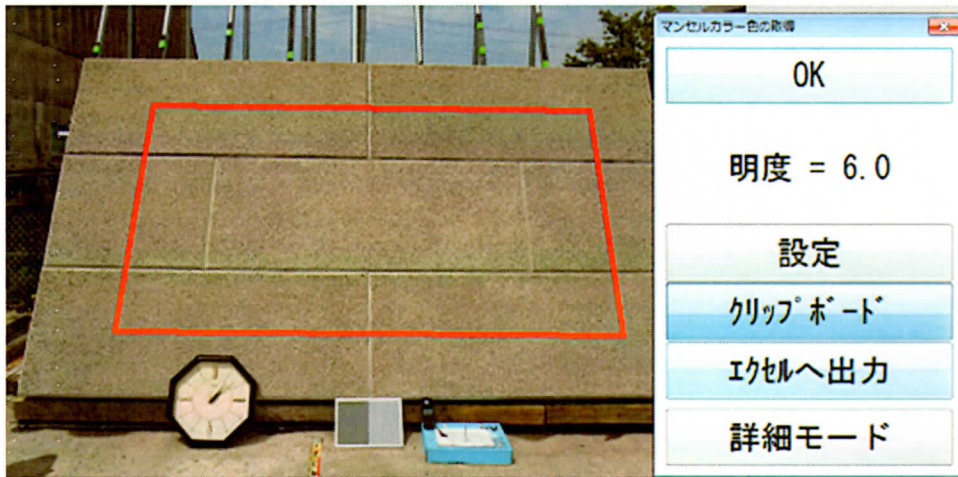 マンセルカラー色の取得
OK
明度 = 6.0
設定
クリップボード
エクセルへ出力
詳細モード